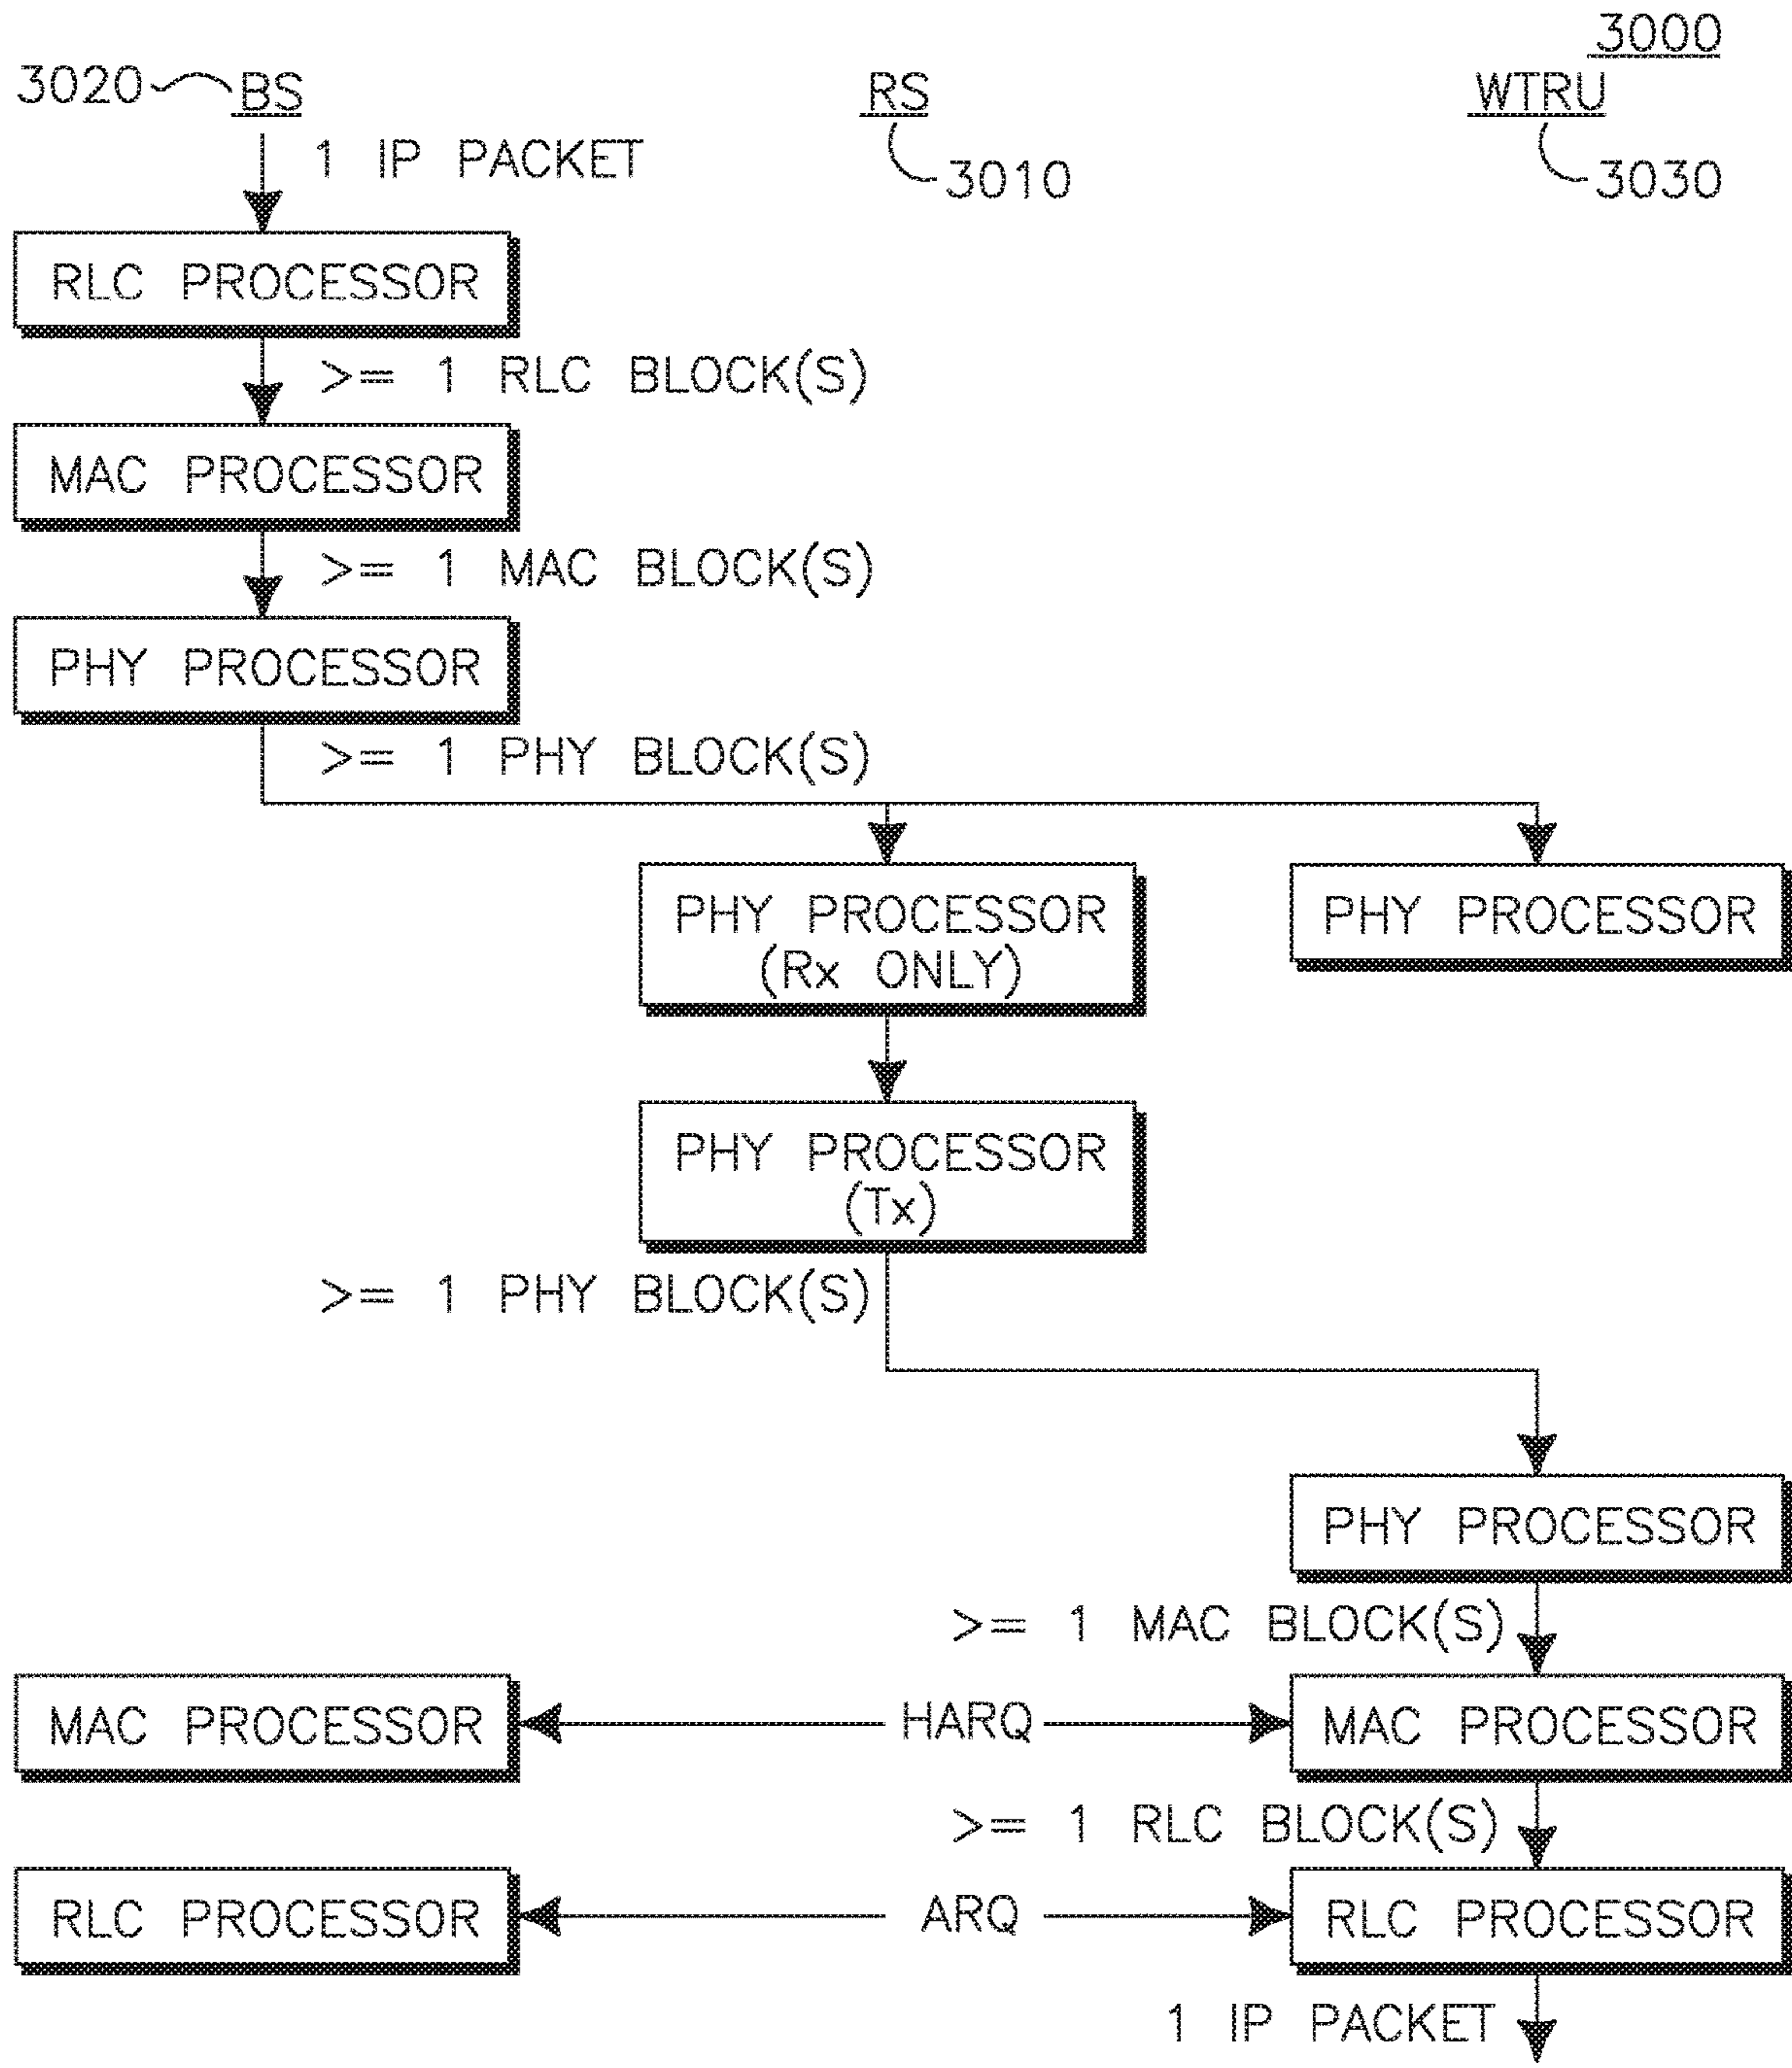 3000
3020 BS
RS
WTRU
1 IP PACKET
3010
3030
RLC PROCESSOR
>= 1 RLC BLOCK(S)
MAC PROCESSOR
>= 1 MAC BLOCK(S)
PHY PROCESSOR
>= 1 PHY BLOCK(S)
PHY PROCESSOR
(Rx ONLY)
PHY PROCESSOR
PHY PROCESSOR
(Tx)
>= 1 PHY BLOCK(S)
PHY PROCESSOR
>= 1 MAC BLOCK(S)
MAC PROCESSOR
HARQ
MAC PROCESSOR
>= 1 RLC BLOCK(S)
RLC PROCESSOR
ARQ
RLC PROCESSOR
1 IP PACKET